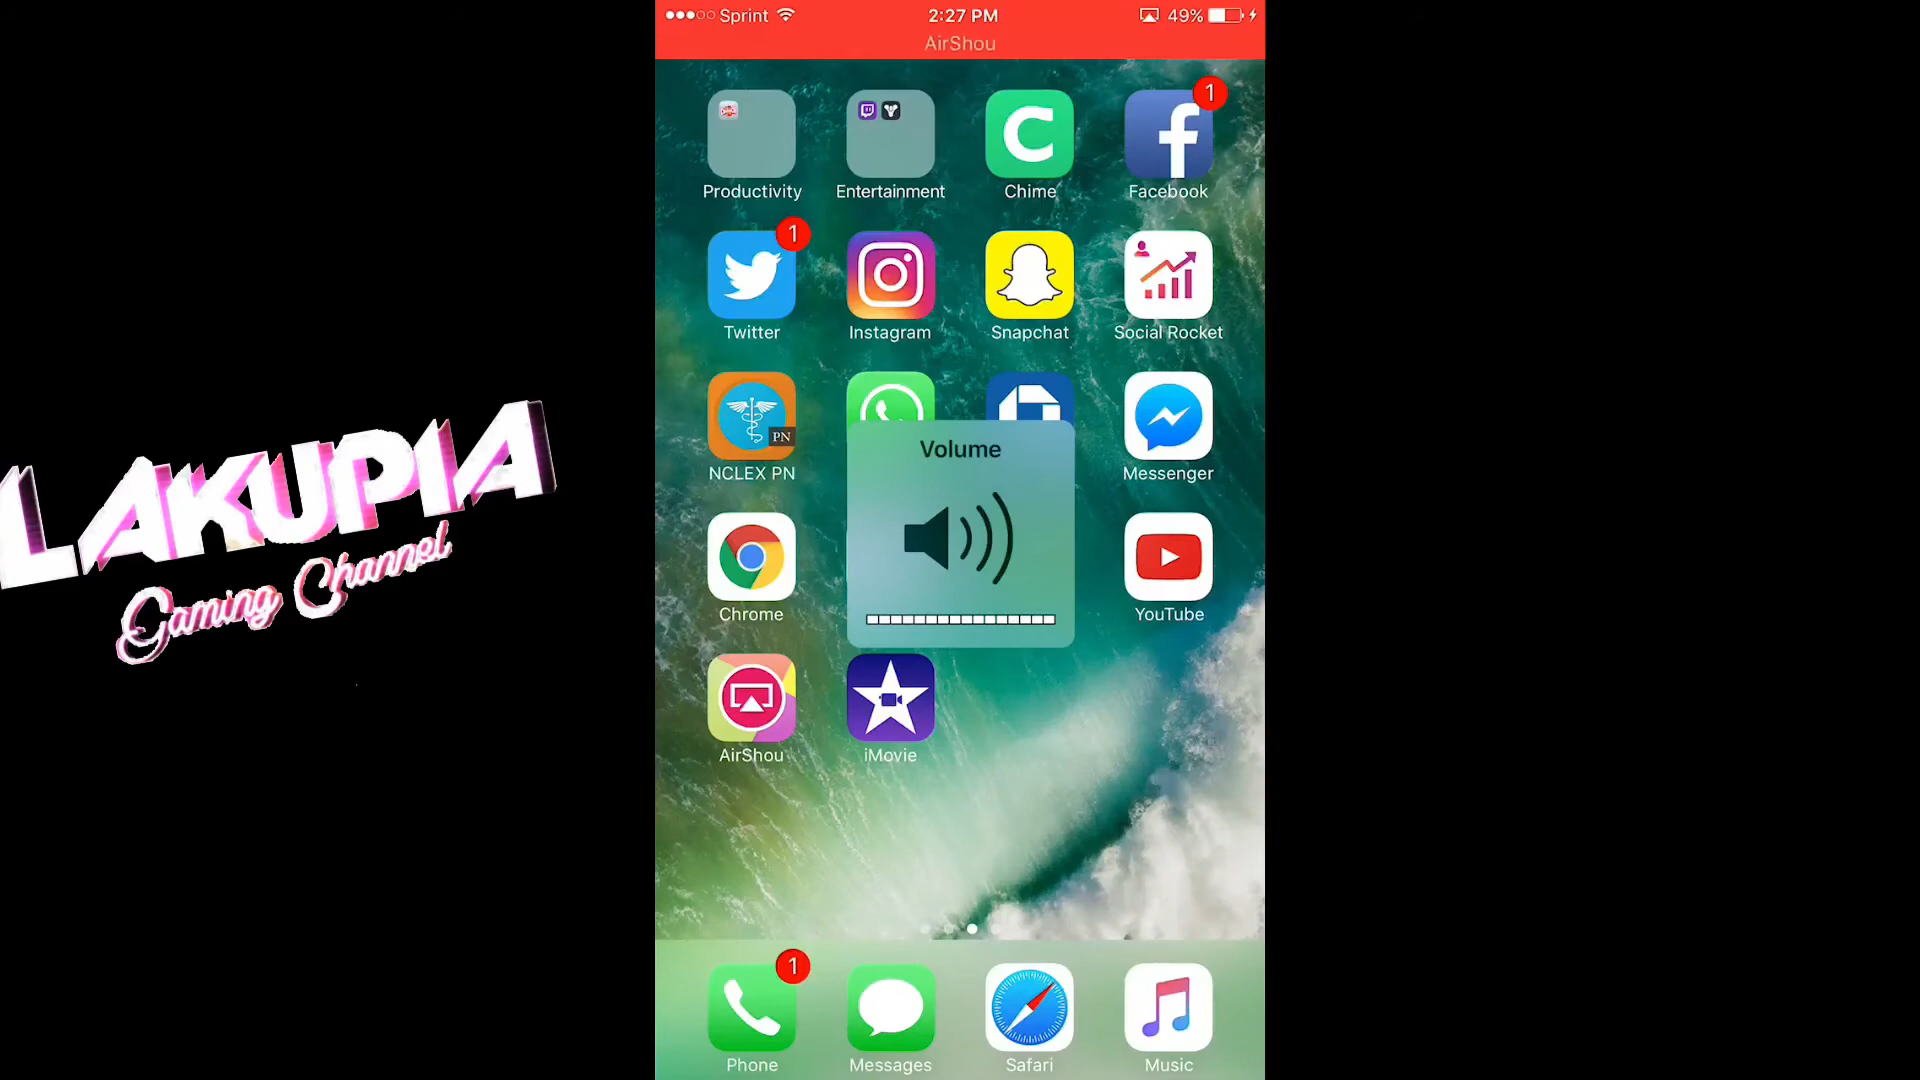 Sprint 2:27 PM 49%
AirShou
1
Productivity Entertainment Chime Facebook
1
Twitter Instagram Snapchat Social Rocket
PN
NCLEX PN Messenger
Volume
Chrome YouTube
AirShou iMovie
1
Phone Messages Safari Music
LAKUPIA
Gaming Channel